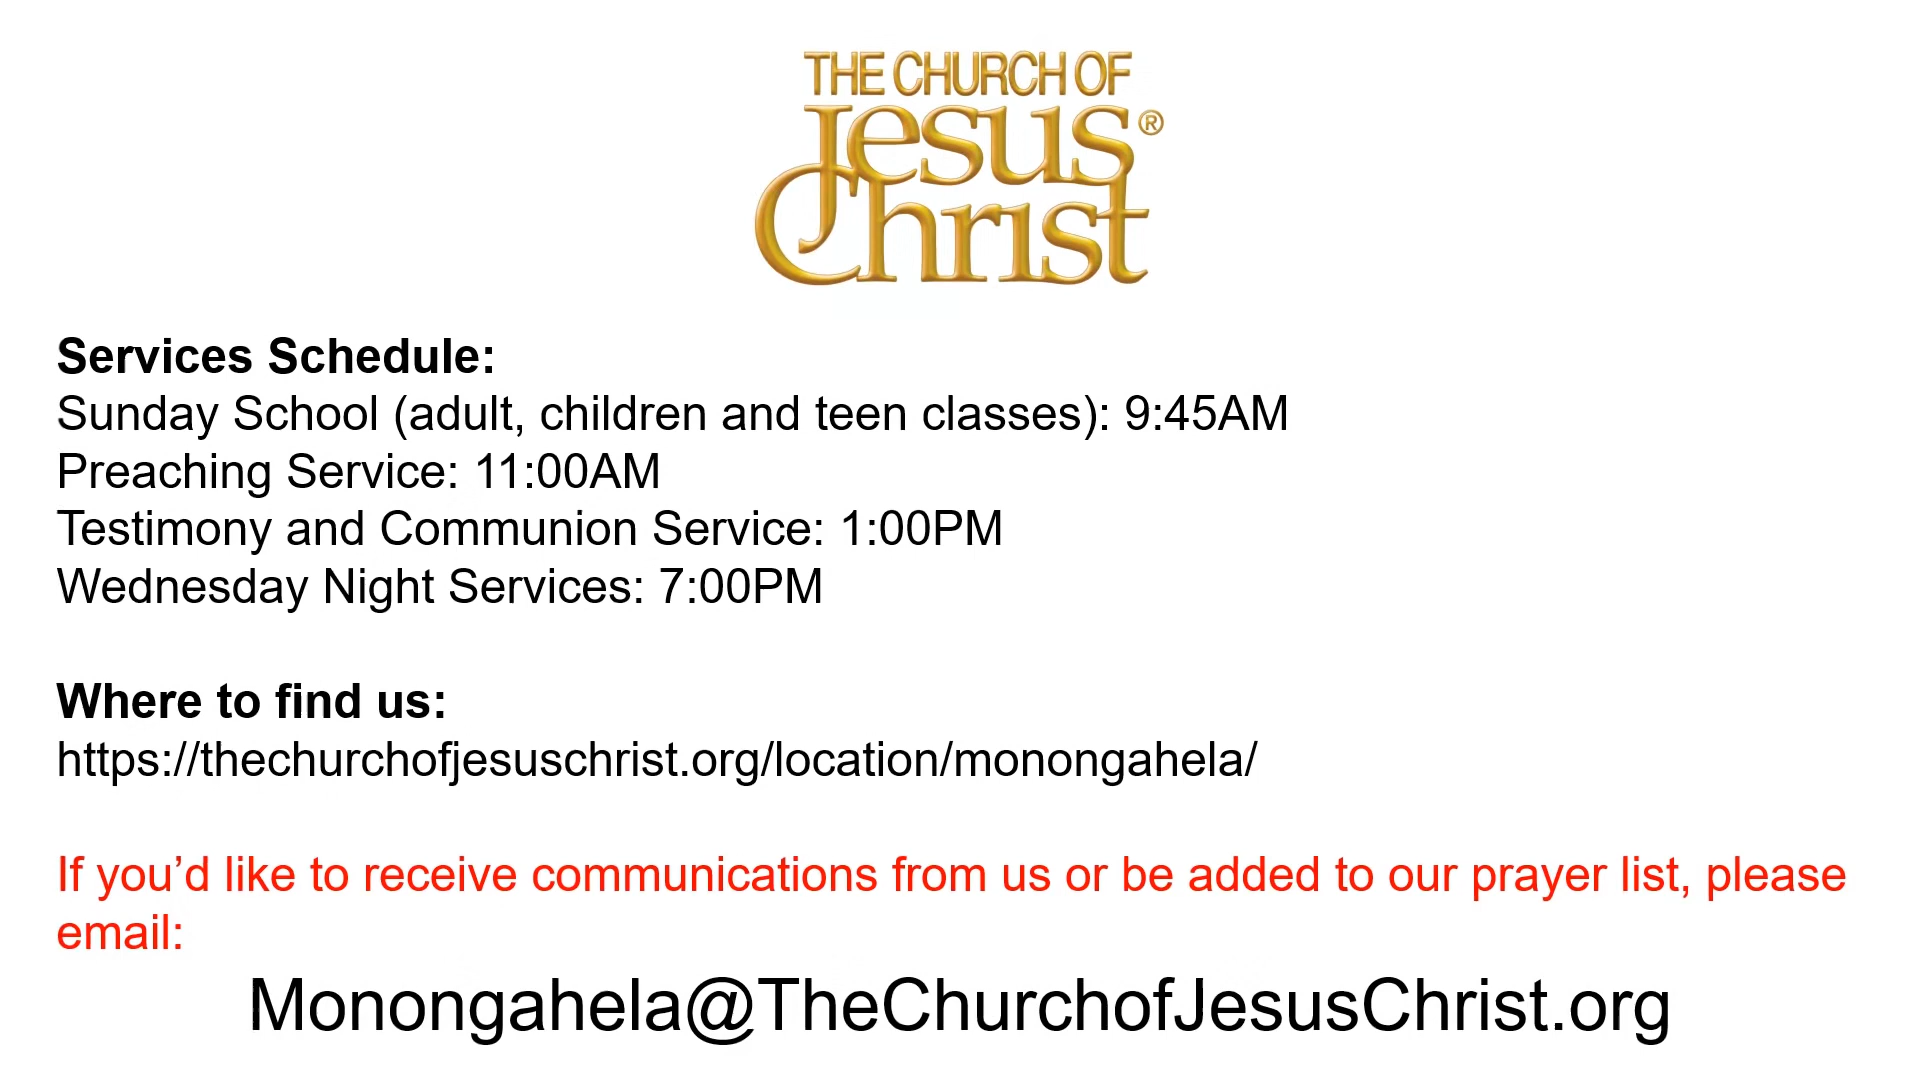 THE CHURCH OF
Jesus®
Christ
Services Schedule:
Sunday School (adult, children and teen classes): 9:45AM
Preaching Service: 11:00AM
Testimony and Communion Service: 1:00PM
Wednesday Night Services: 7:00PM
Where to find us:
https://thechurchofjesuschrist.org/location/monongahela/
If you’d like to receive communications from us or be added to our prayer list, please
email:
Monongahela@TheChurchofJesusChrist.org